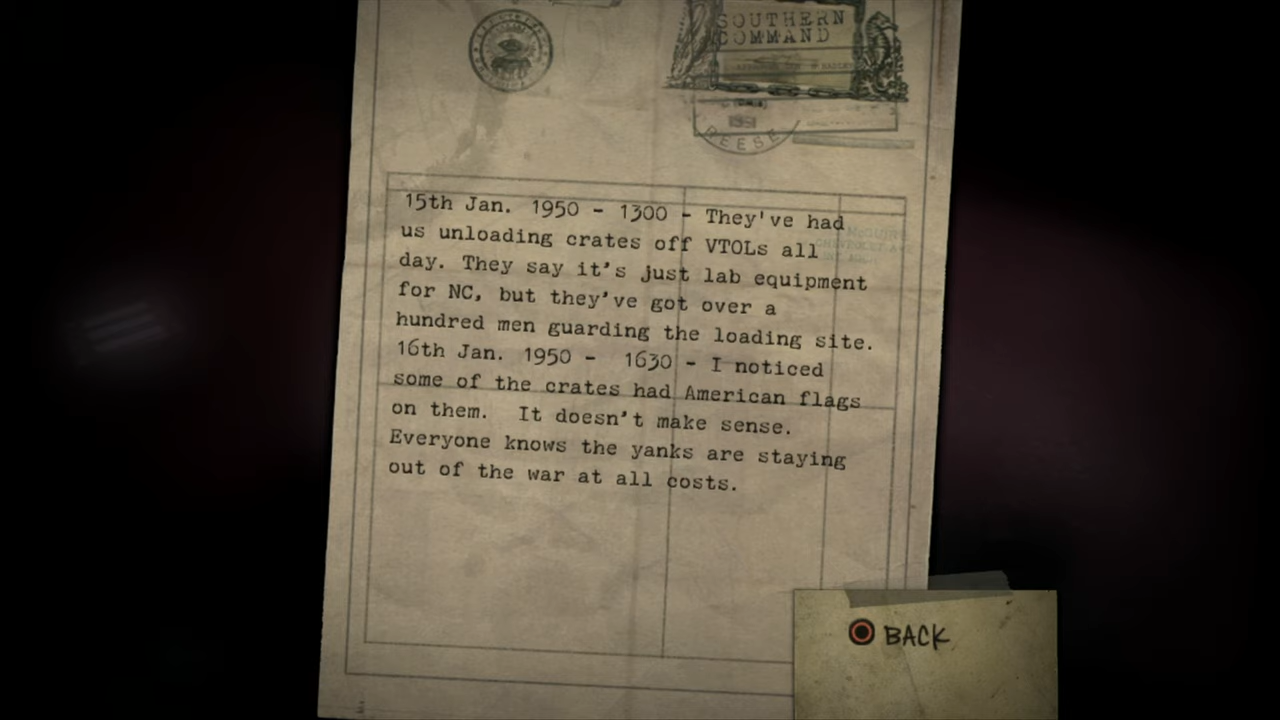 SOUTHERN
COMMAND
REESE
15th Jan. 1950 - 1300 - They've had
us unloading crates off VTOLs all
day. They say it's just lab equipment
for NC, but they've got over a
hundred men guarding the loading site.
16th Jan. 1950 - 1630 - I noticed
some of the crates had American flags
on them. It doesn't make sense.
Everyone knows the yanks are staying
out of the war at all costs.
BACK